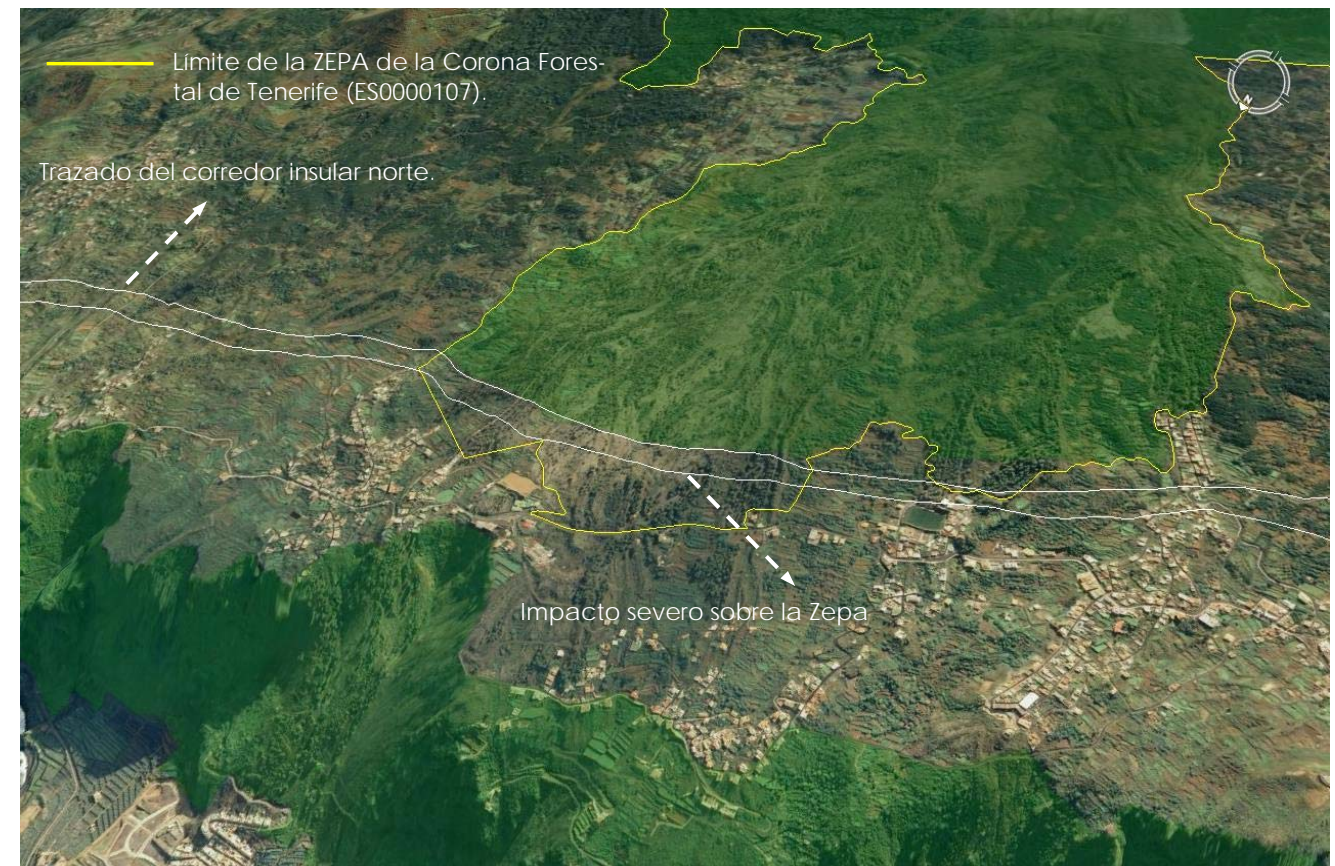 Límite de la ZEPA de la Corona Fores-
tal de Tenerife (ES0000107).
N
Trazado del corredor insular norte.
Impacto severo sobre la Zepa